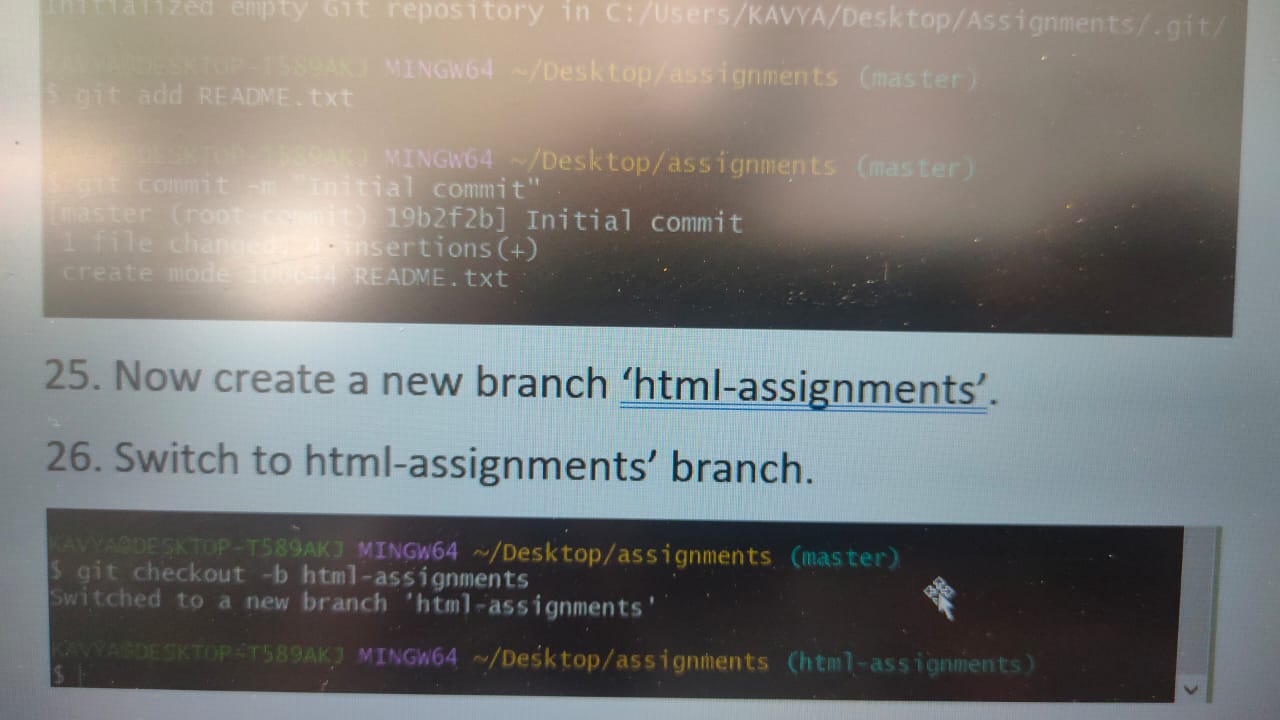 Initialized empty Git repository in C:/Users/KAVYA/Desktop/Assignments/.git/
KAVYA@DESKTOP-T589AKJ MINGW64 ~/Desktop/assignments (master)
$ git add README.txt
KAVYA@DESKTOP-T589AKJ MINGW64 ~/Desktop/assignments (master)
$ git commit -m "Initial commit"
[master (root-commit) 19b2f2b] Initial commit
1 file changed, insertions(+)
create mode 100644 README.txt
25. Now create a new branch ‘html-assignments’.
26. Switch to html-assignments’ branch.
KAVYA@DESKTOP-T589AKJ MINGW64 ~/Desktop/assignments (master)
$ git checkout -b html-assignments
Switched to a new branch 'html-assignments'
KAVYA@DESKTOP-T589AKJ MINGW64 ~/Desktop/assignments (html-assignments)
$